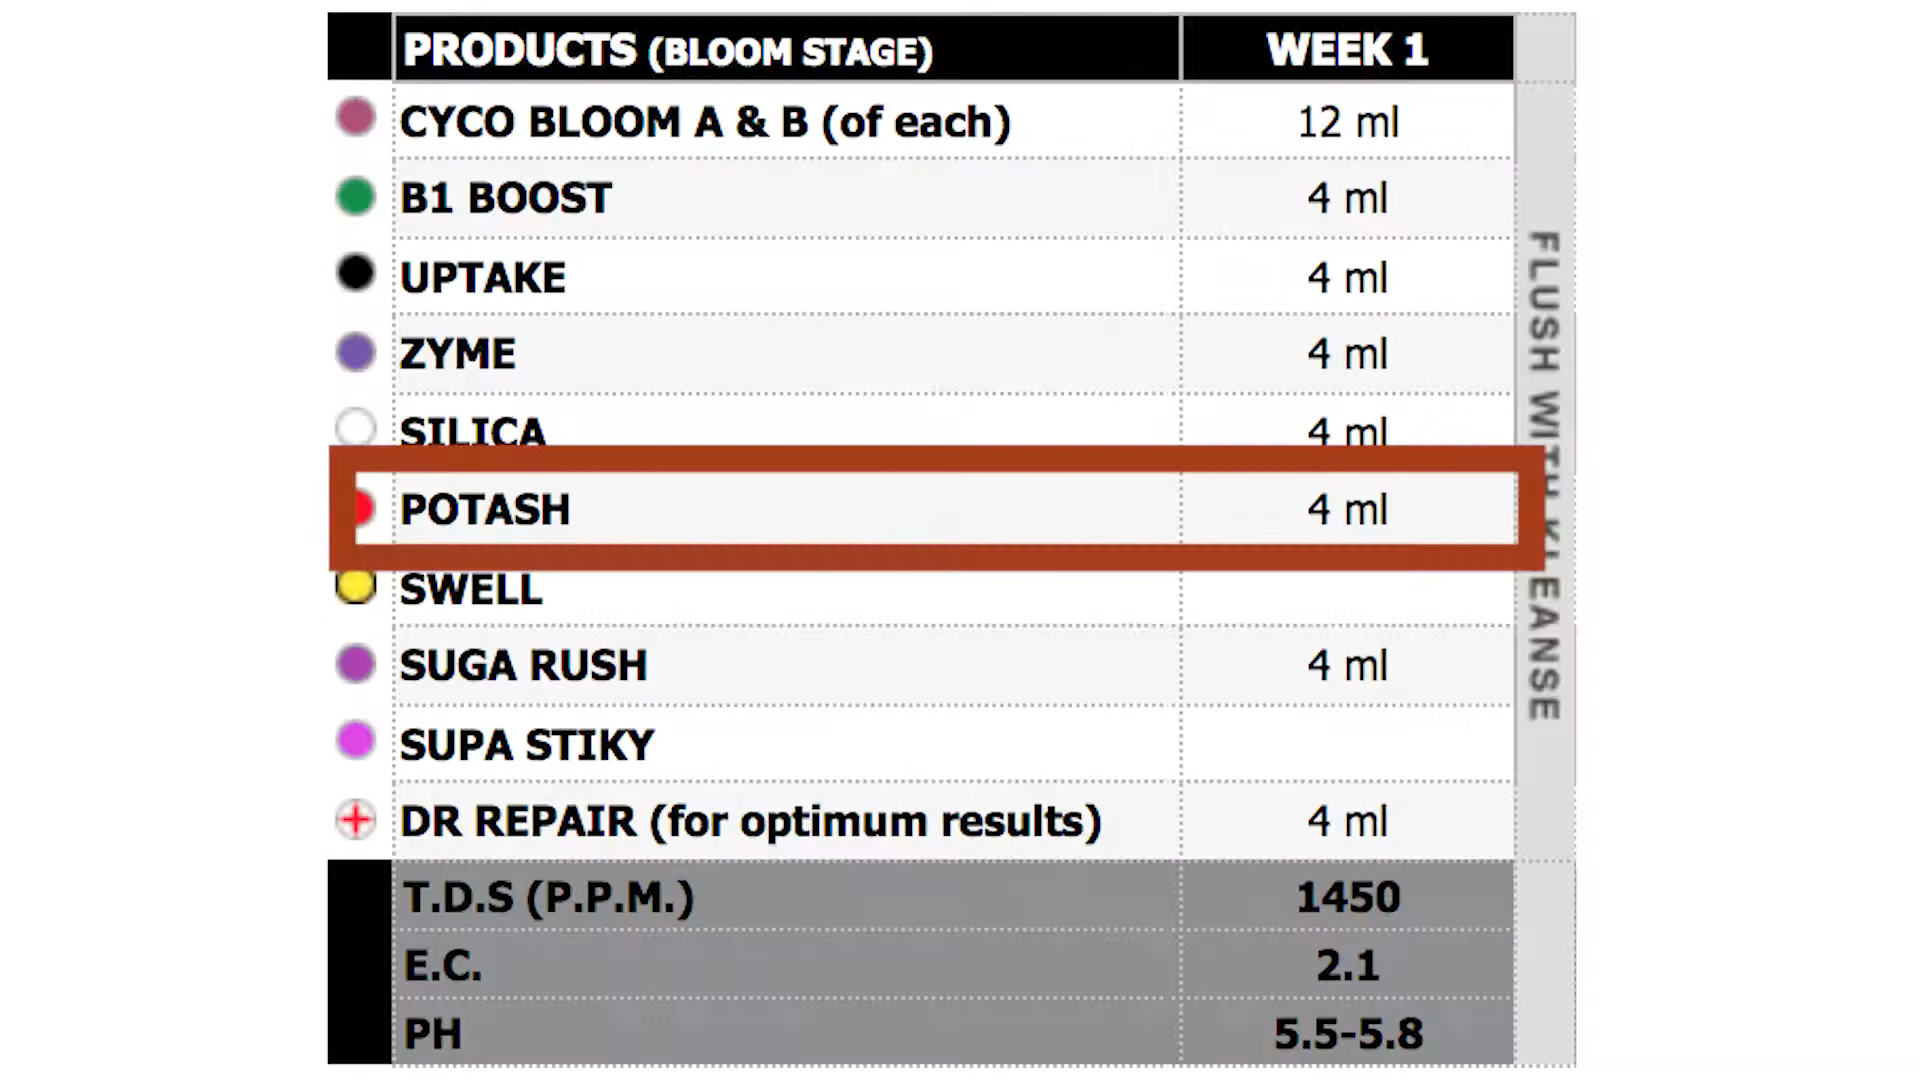 PRODUCTS (BLOOM STAGE) WEEK 1
CYCO BLOOM A & B (of each) 12 ml
B1 BOOST 4 ml
UPTAKE 4 ml
ZYME 4 ml
SILICA 4 ml
POTASH 4 ml
SWELL
SUGA RUSH 4 ml
SUPA STIKY
DR REPAIR (for optimum results) 4 ml
T.D.S (P.P.M.) 1450
E.C. 2.1
PH 5.5-5.8
FLUSH WITH KLEANSE